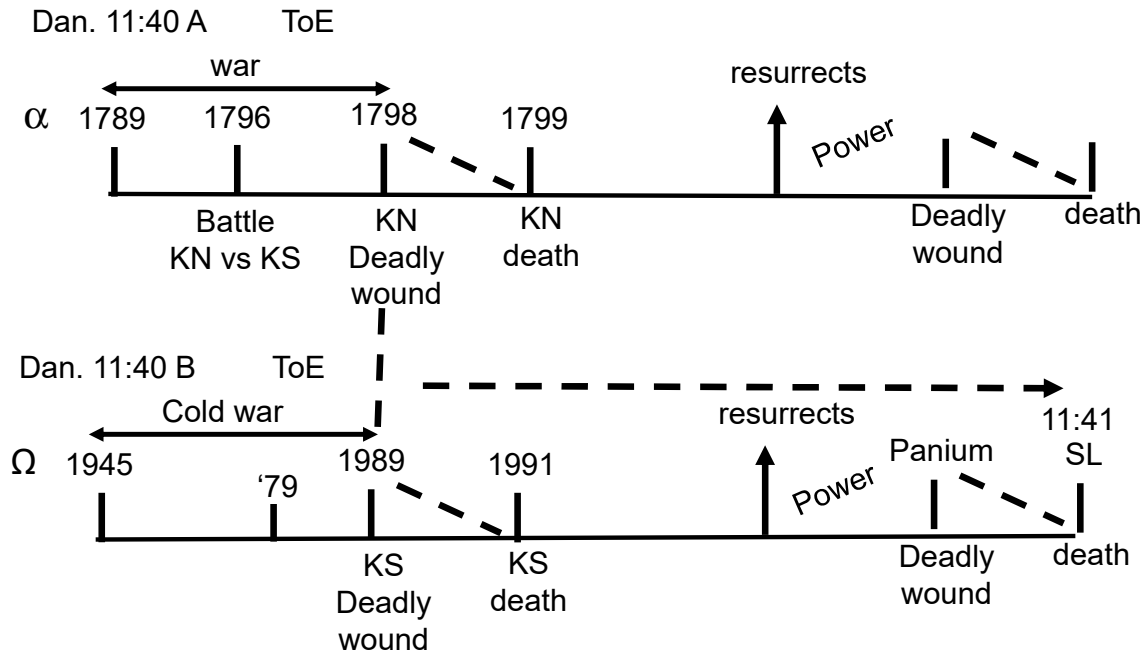 Dan. 11:40 A ToE
war
resurrects
α 1789 1796 1798 1799
Power
Battle
KN vs KS
KN
Deadly
wound
KN
death
Deadly
wound
death
Dan. 11:40 B ToE
Cold war
resurrects
11:41
SL
Ω 1945 ‘79 1989 1991
Power
Panium
KS
Deadly
wound
KS
death
Deadly
wound
death